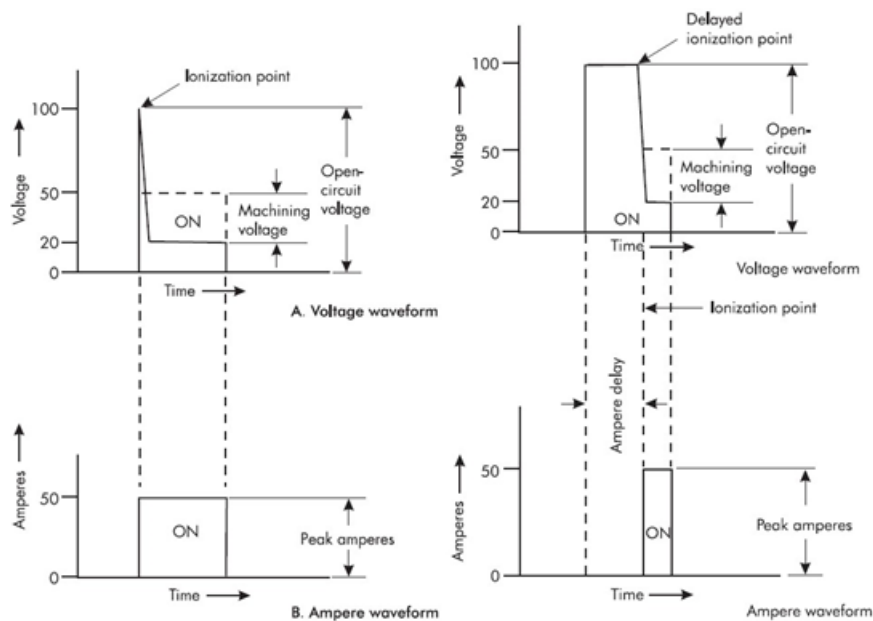 Ionization point
100
50
20
0
Voltage
ON
Machining
voltage
Open-
circuit
voltage
Time
A. Voltage waveform
Amperes
50
0
ON
Peak amperes
Time
B. Ampere waveform
Delayed
ionization point
100
50
20
0
Voltage
ON
Machining
voltage
Open-
circuit
voltage
Time
Voltage waveform
Ionization point
Ampere delay
Amperes
50
0
ON
Peak amperes
Time
Ampere waveform